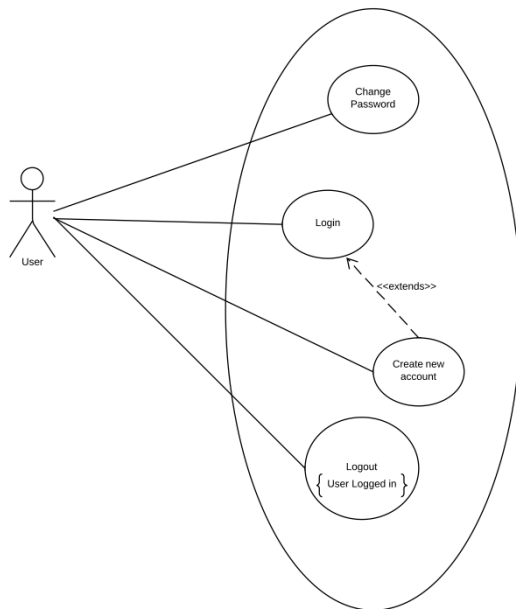 Change
Password
User
Login
<<extends>>
Create new
account
Logout
{ User Logged in }